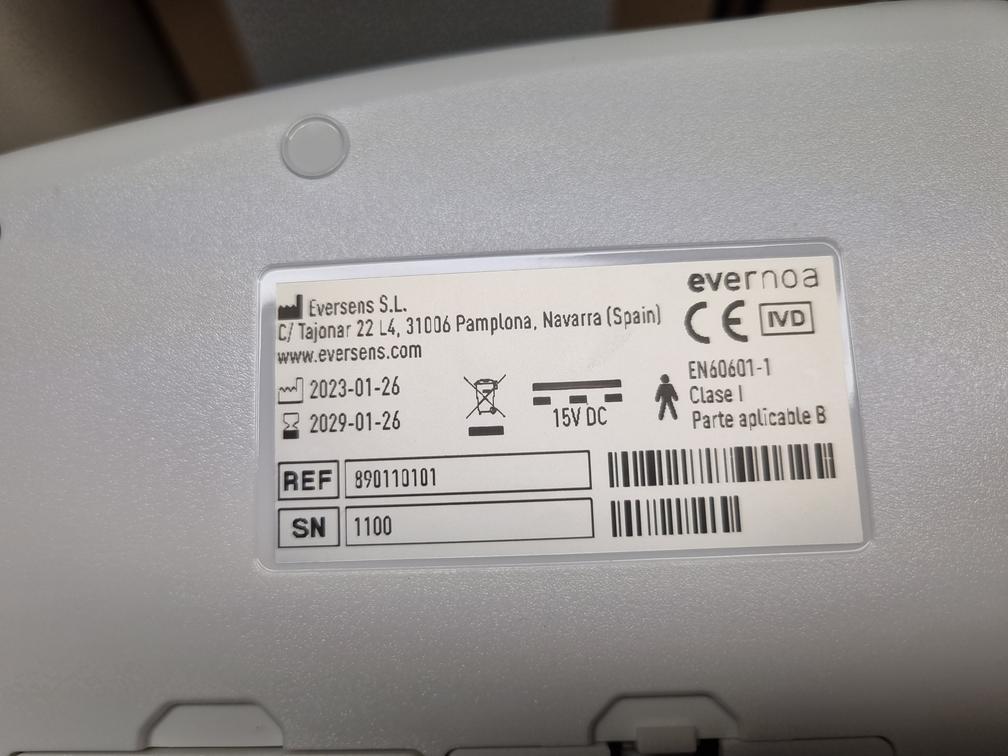 evernoa
Eversens S.L.
C/ Tajonar 22 L4, 31006 Pamplona, Navarra (Spain)
www.eversens.com
CE IVD
2023-01-26
2029-01-26
15V DC
EN60601-1
Clase I
Parte aplicable B
REF 890110101
SN 1100